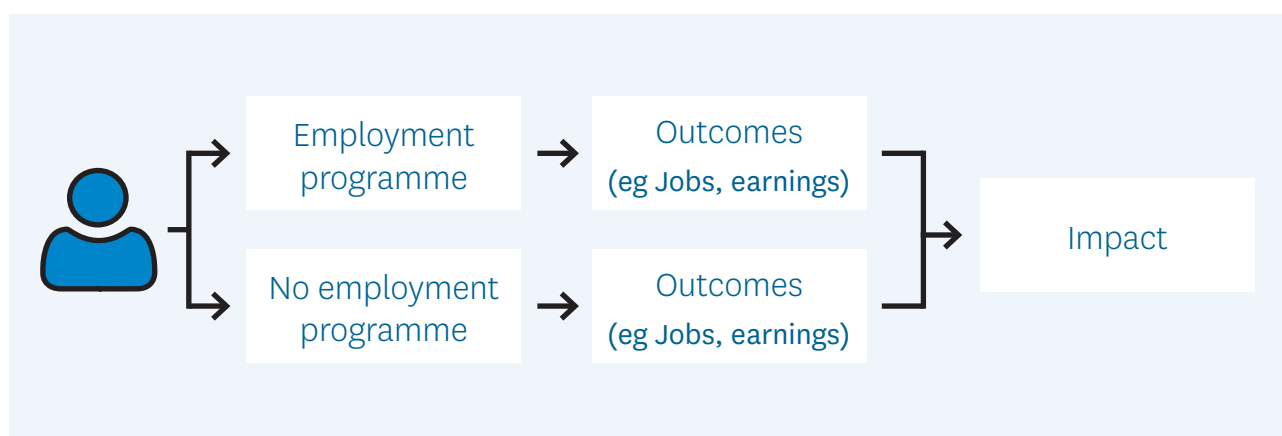 Employment
programme
Outcomes
(eg Jobs, earnings)
No employment
programme
Outcomes
(eg Jobs, earnings)
Impact